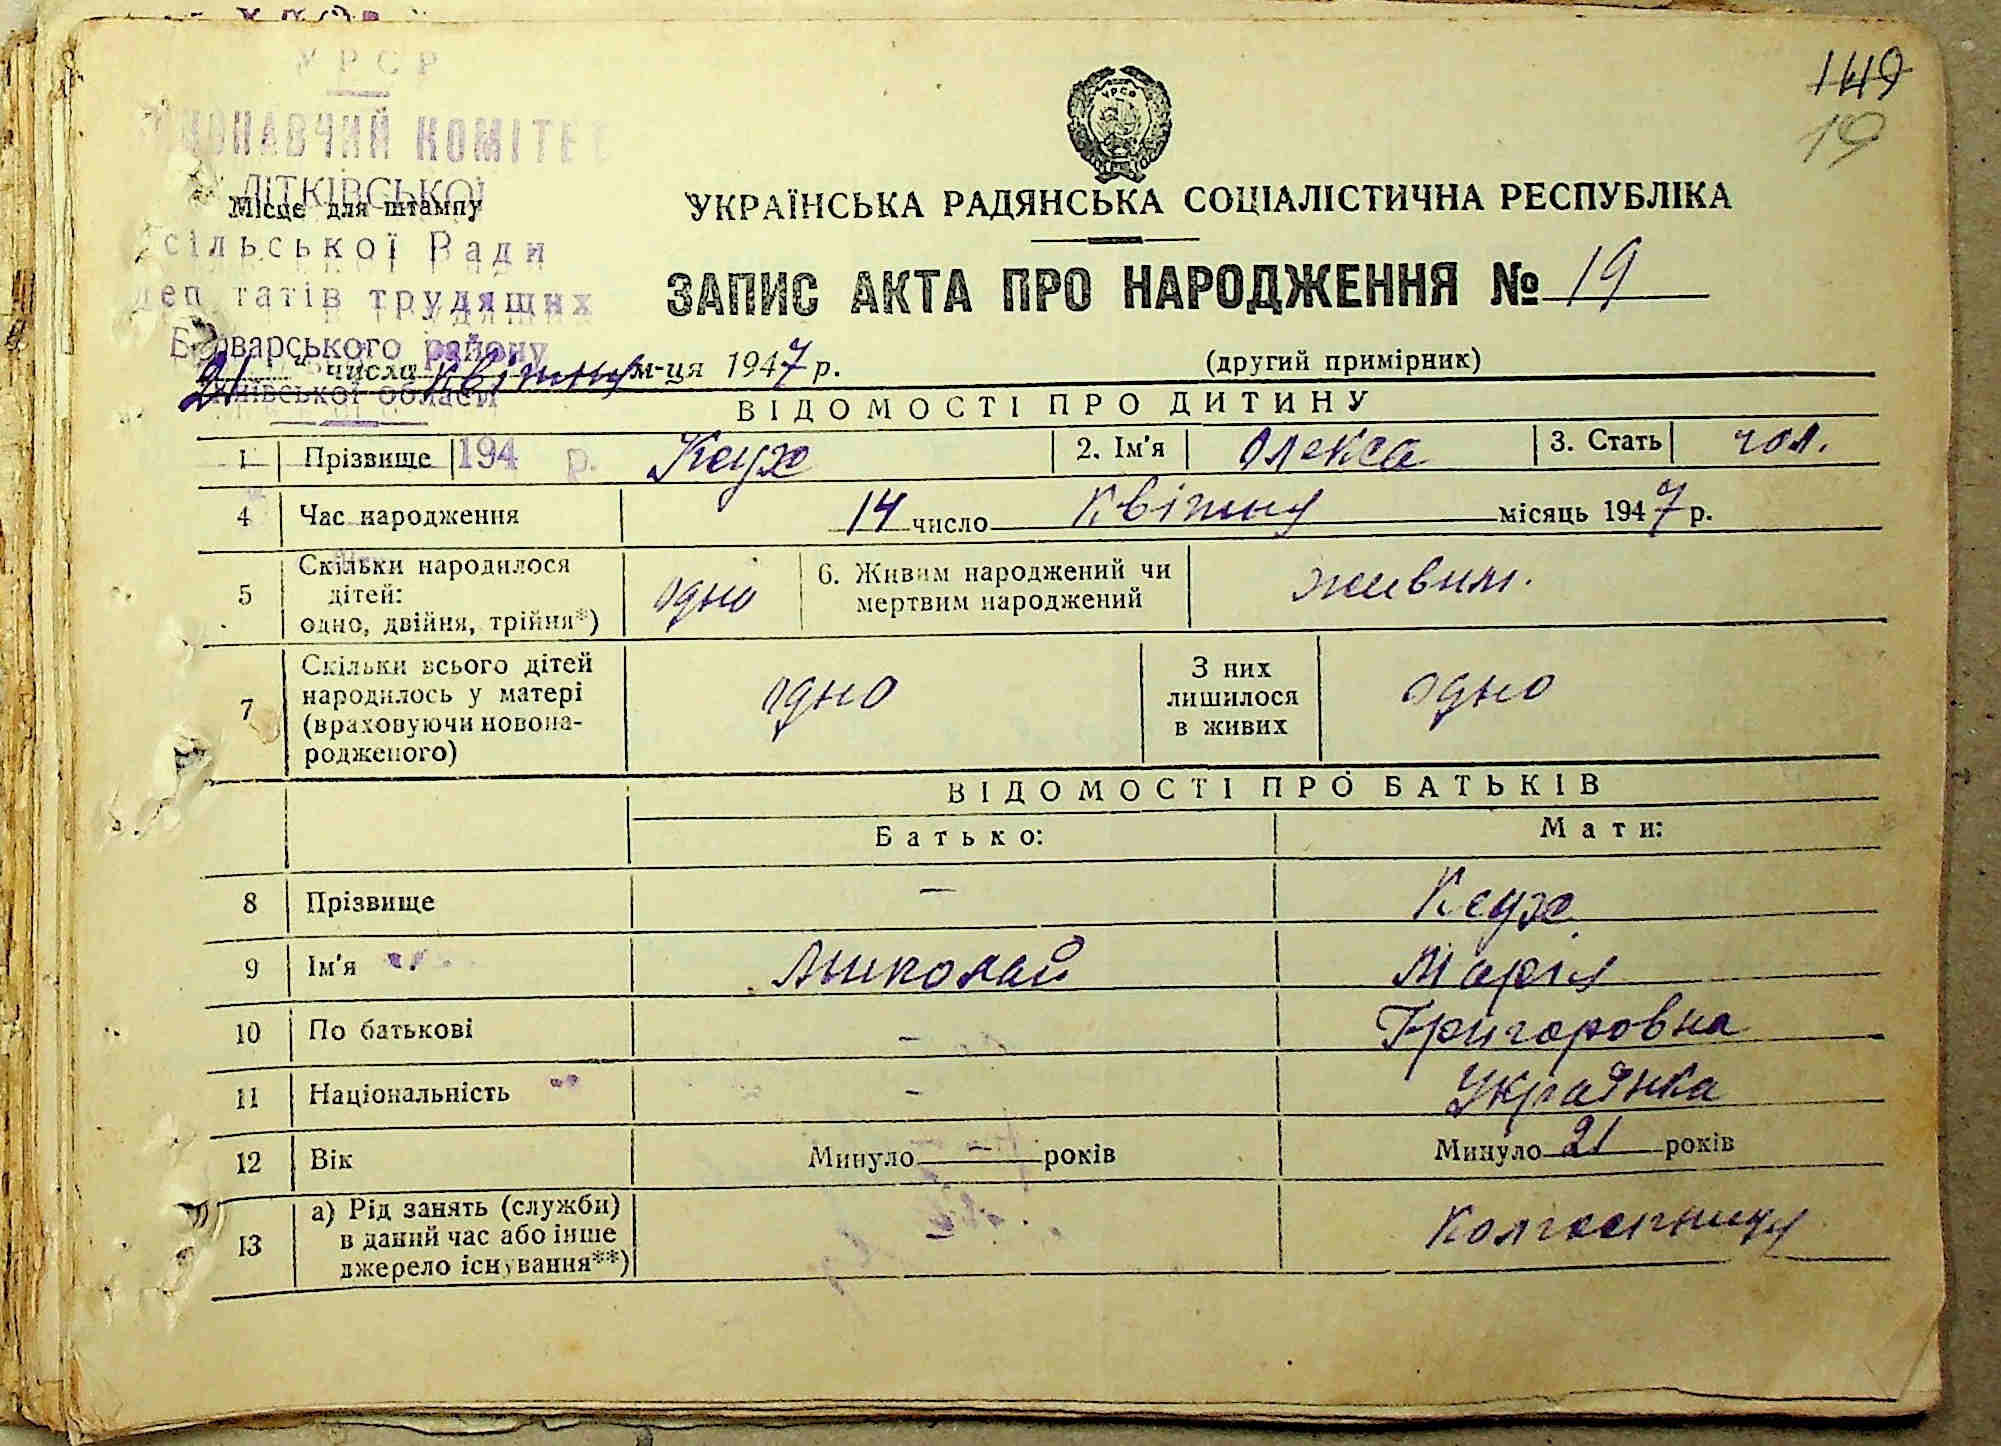 149
19
УРСР
ВИКОНАВЧИЙ КОМІТЕТ
ЛІТКІВСЬКОЇ
Місце для штампу
сільської Ради
депутатів трудящих
Броварського району
Київської області
194 р.
УРСР
УКРАЇНСЬКА РАДЯНСЬКА СОЦІАЛІСТИЧНА РЕСПУБЛІКА
ЗАПИС АКТА ПРО НАРОДЖЕННЯ № 19
21 " числа квітня м-ця 1947 р. (другий примірник)
ВІДОМОСТІ ПРО ДИТИНУ
1 Прізвище Кеух 2. Ім'я Олекса 3. Стать чол.
4 Час народження 14 число квітня місяць 1947 р.
5 Скільки народилося дітей: одно, двійня, трійня*) одно 6. Живим народжений чи мертвим народжений живим.
7 Скільки всього дітей народилось у матері (враховуючи новонародженого) одно З них лишилося в живих одно
ВІДОМОСТІ ПРО БАТЬКІВ
Батько: Мати:
8 Прізвище — Кеух
9 Ім'я Миколай Марія
10 По батькові - Григоровна
11 Національність - Українка
12 Вік Минуло - років Минуло 21 років
13 а) Рід занять (служби) в даний час або інше джерело існування**) - Колгоспниця